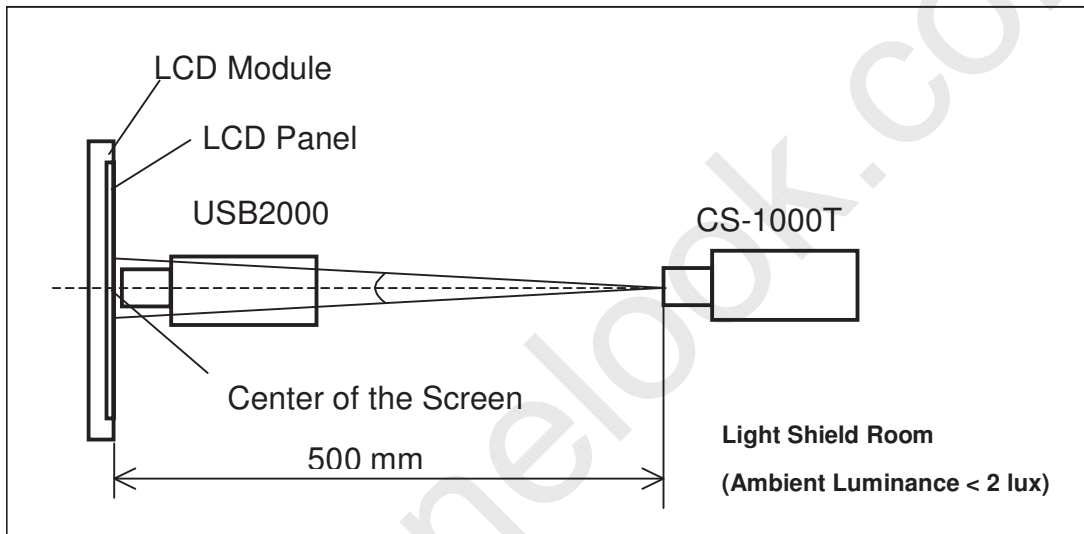 LCD Module
LCD Panel
USB2000
CS-1000T
Center of the Screen
500 mm
Light Shield Room
(Ambient Luminance < 2 lux)